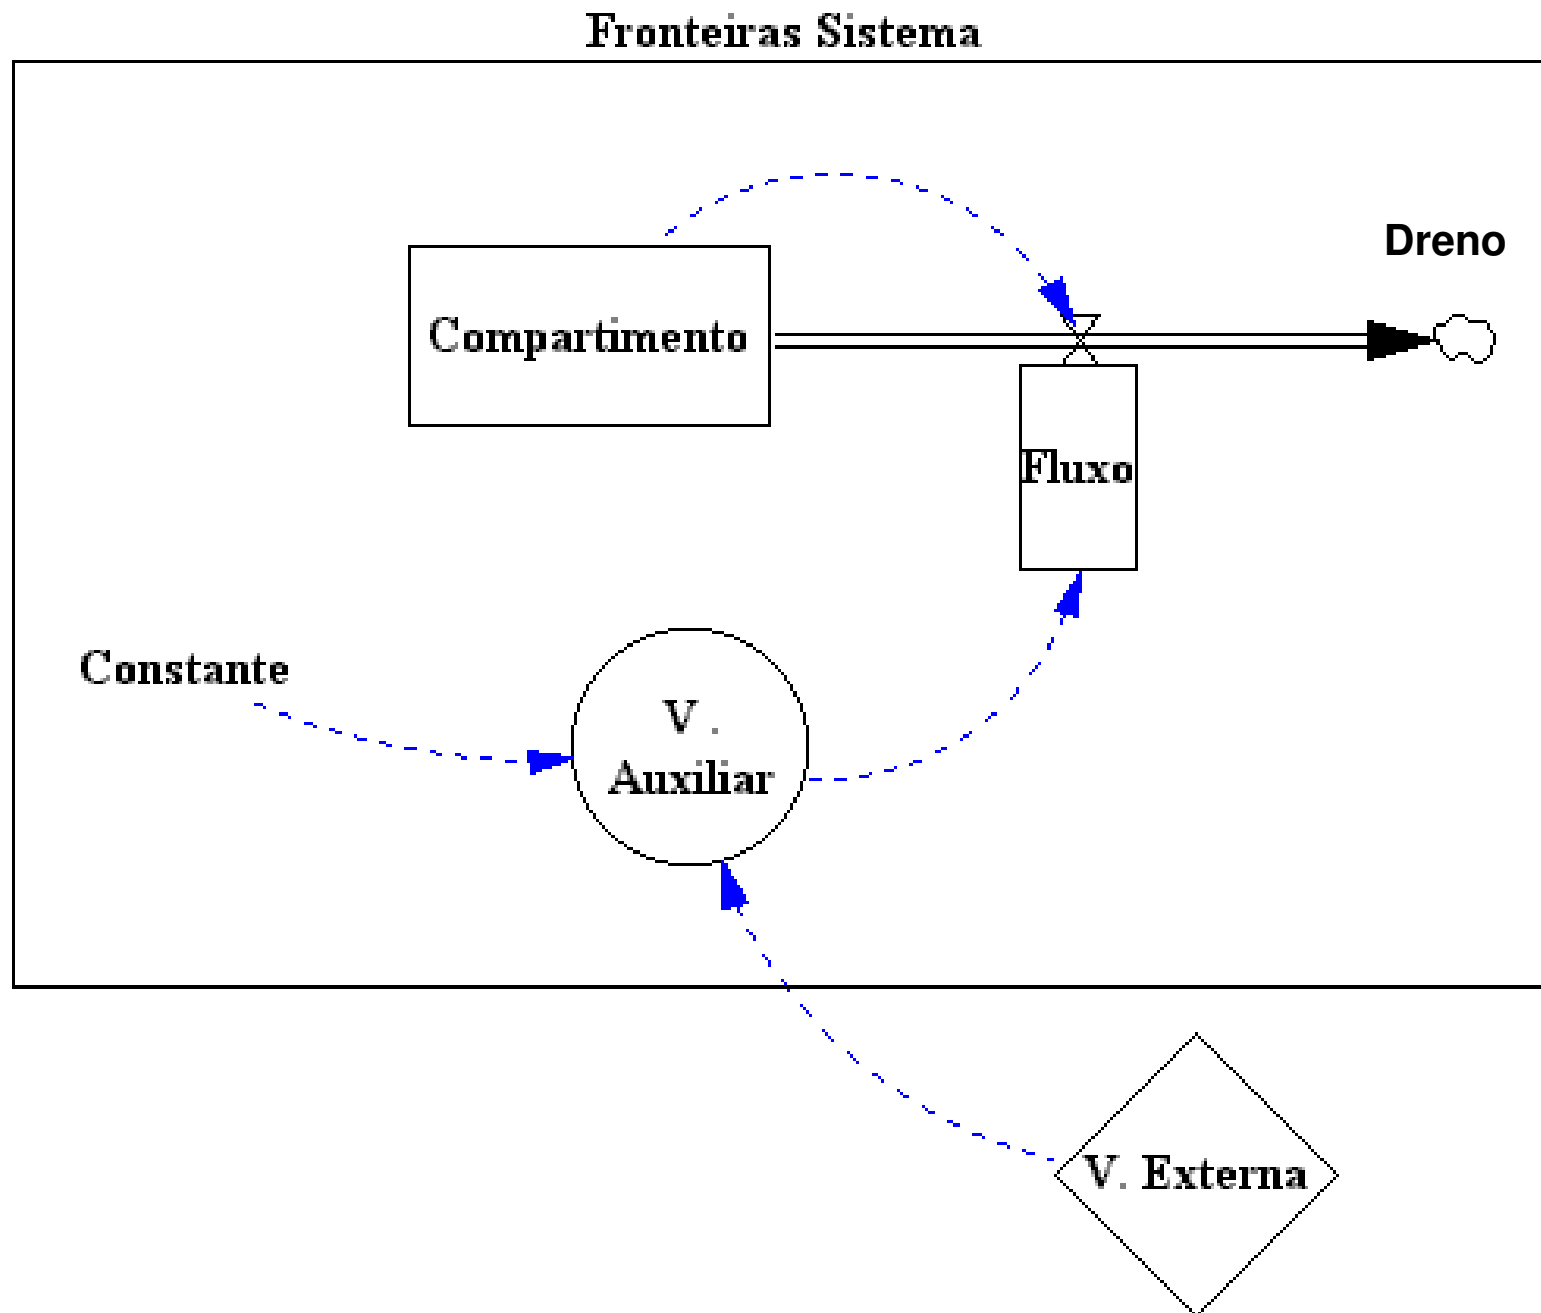 Fronteiras Sistema
Dreno
Compartimento
Fluxo
Constante
V .
Auxiliar
V. Externa